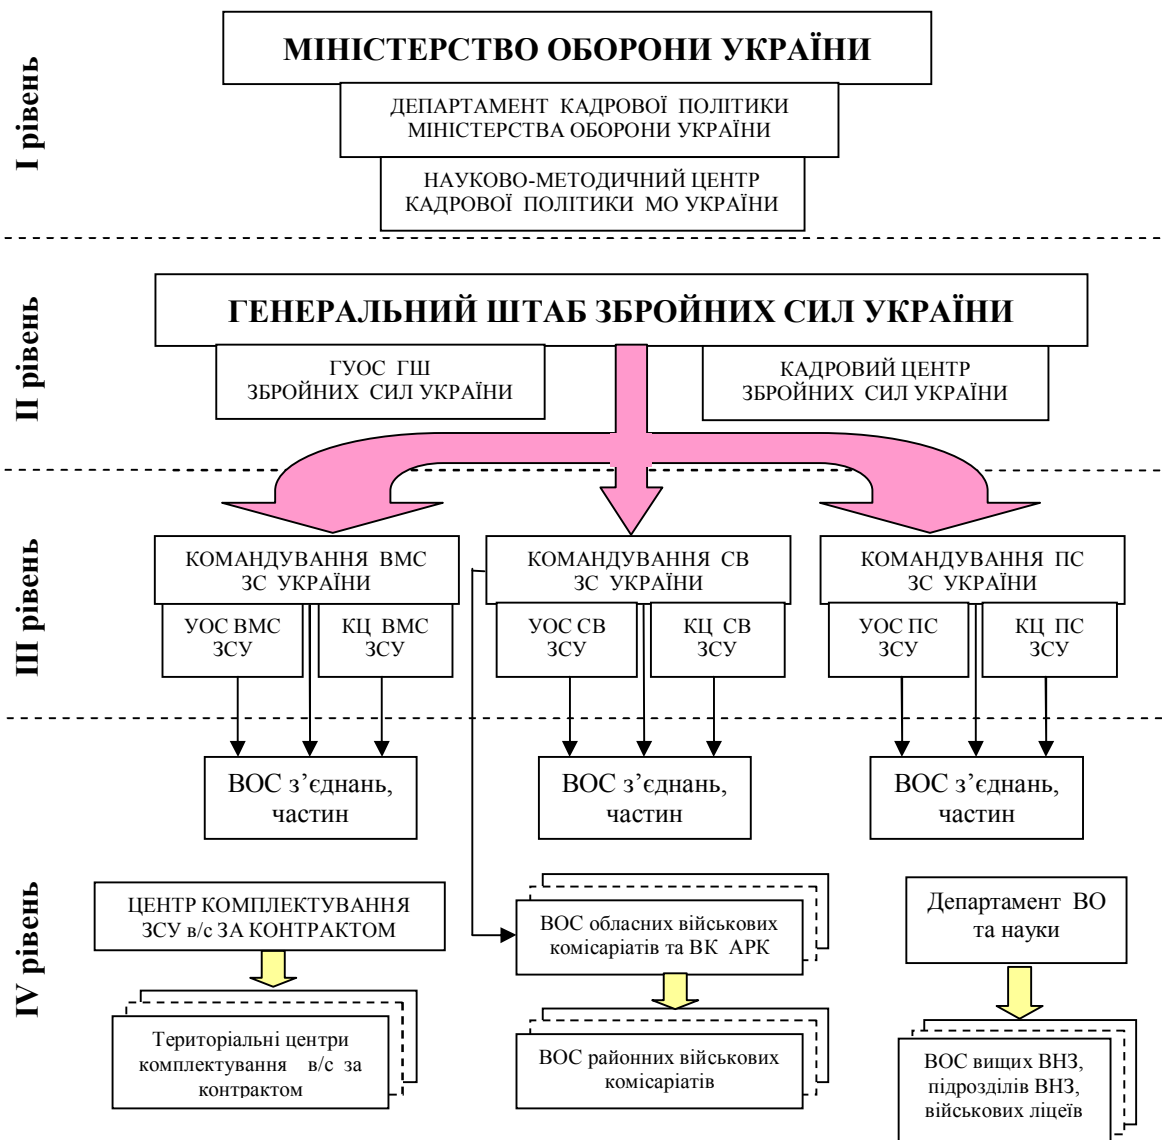 І рівень
МІНІСТЕРСТВО ОБОРОНИ УКРАЇНИ
ДЕПАРТАМЕНТ КАДРОВОЇ ПОЛІТИКИ
МІНІСТЕРСТВА ОБОРОНИ УКРАЇНИ
НАУКОВО-МЕТОДИЧНИЙ ЦЕНТР
КАДРОВОЇ ПОЛІТИКИ МО УКРАЇНИ
ІІ рівень
ГЕНЕРАЛЬНИЙ ШТАБ ЗБРОЙНИХ СИЛ УКРАЇНИ
ГУОС ГШ
ЗБРОЙНИХ СИЛ УКРАЇНИ
КАДРОВИЙ ЦЕНТР
ЗБРОЙНИХ СИЛ УКРАЇНИ
ІІІ рівень
КОМАНДУВАННЯ ВМС
ЗС УКРАЇНИ
УОС ВМС
ЗСУ
КЦ ВМС
ЗСУ
КОМАНДУВАННЯ СВ
ЗС УКРАЇНИ
УОС СВ
ЗСУ
КЦ СВ
ЗСУ
КОМАНДУВАННЯ ПС
ЗС УКРАЇНИ
УОС ПС
ЗСУ
КЦ ПС
ЗСУ
IV рівень
ВОС з’єднань,
частин
ВОС з’єднань,
частин
ВОС з’єднань,
частин
ЦЕНТР КОМПЛЕКТУВАННЯ
ЗСУ в/с ЗА КОНТРАКТОМ
Територіальні центри
комплектування в/с за
контрактом
ВОС обласних військових
комісаріатів та ВК АРК
ВОС районних військових
комісаріатів
Департамент ВО
та науки
ВОС вищих ВНЗ,
підрозділів ВНЗ,
військових ліцеїв